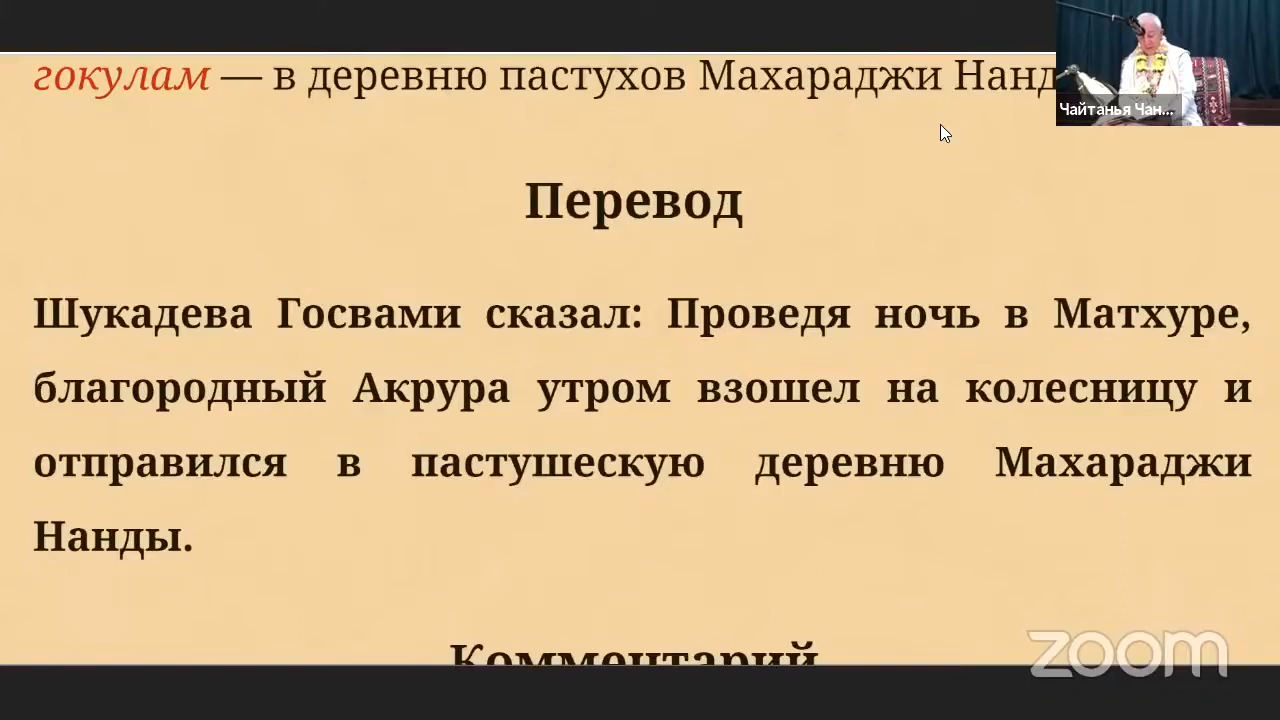 гокулам — в деревню пастухов Махараджи Нанд
Чайтанья Чан...
Перевод
Шукадева Госвами сказал: Проведя ночь в Матхуре,
благородный Акрура утром взошел на колесницу и
отправился в пастушескую деревню Махараджи
Нанды.
Комментарий
zoom